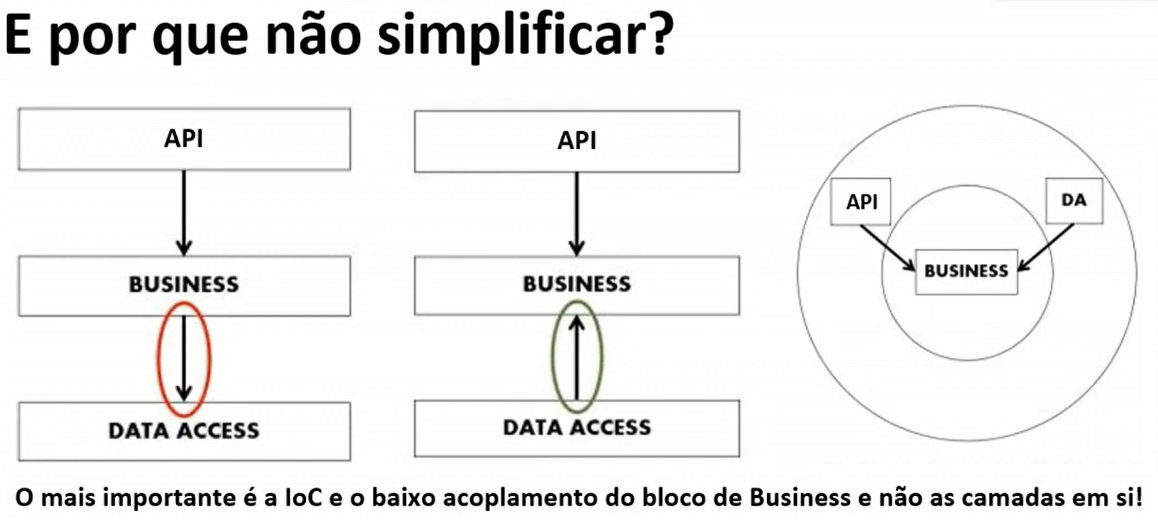 E por que não simplificar?
API
BUSINESS
DATA ACCESS
API
BUSINESS
DATA ACCESS
API
DA
BUSINESS
O mais importante é a IoC e o baixo acoplamento do bloco de Business e não as camadas em si!